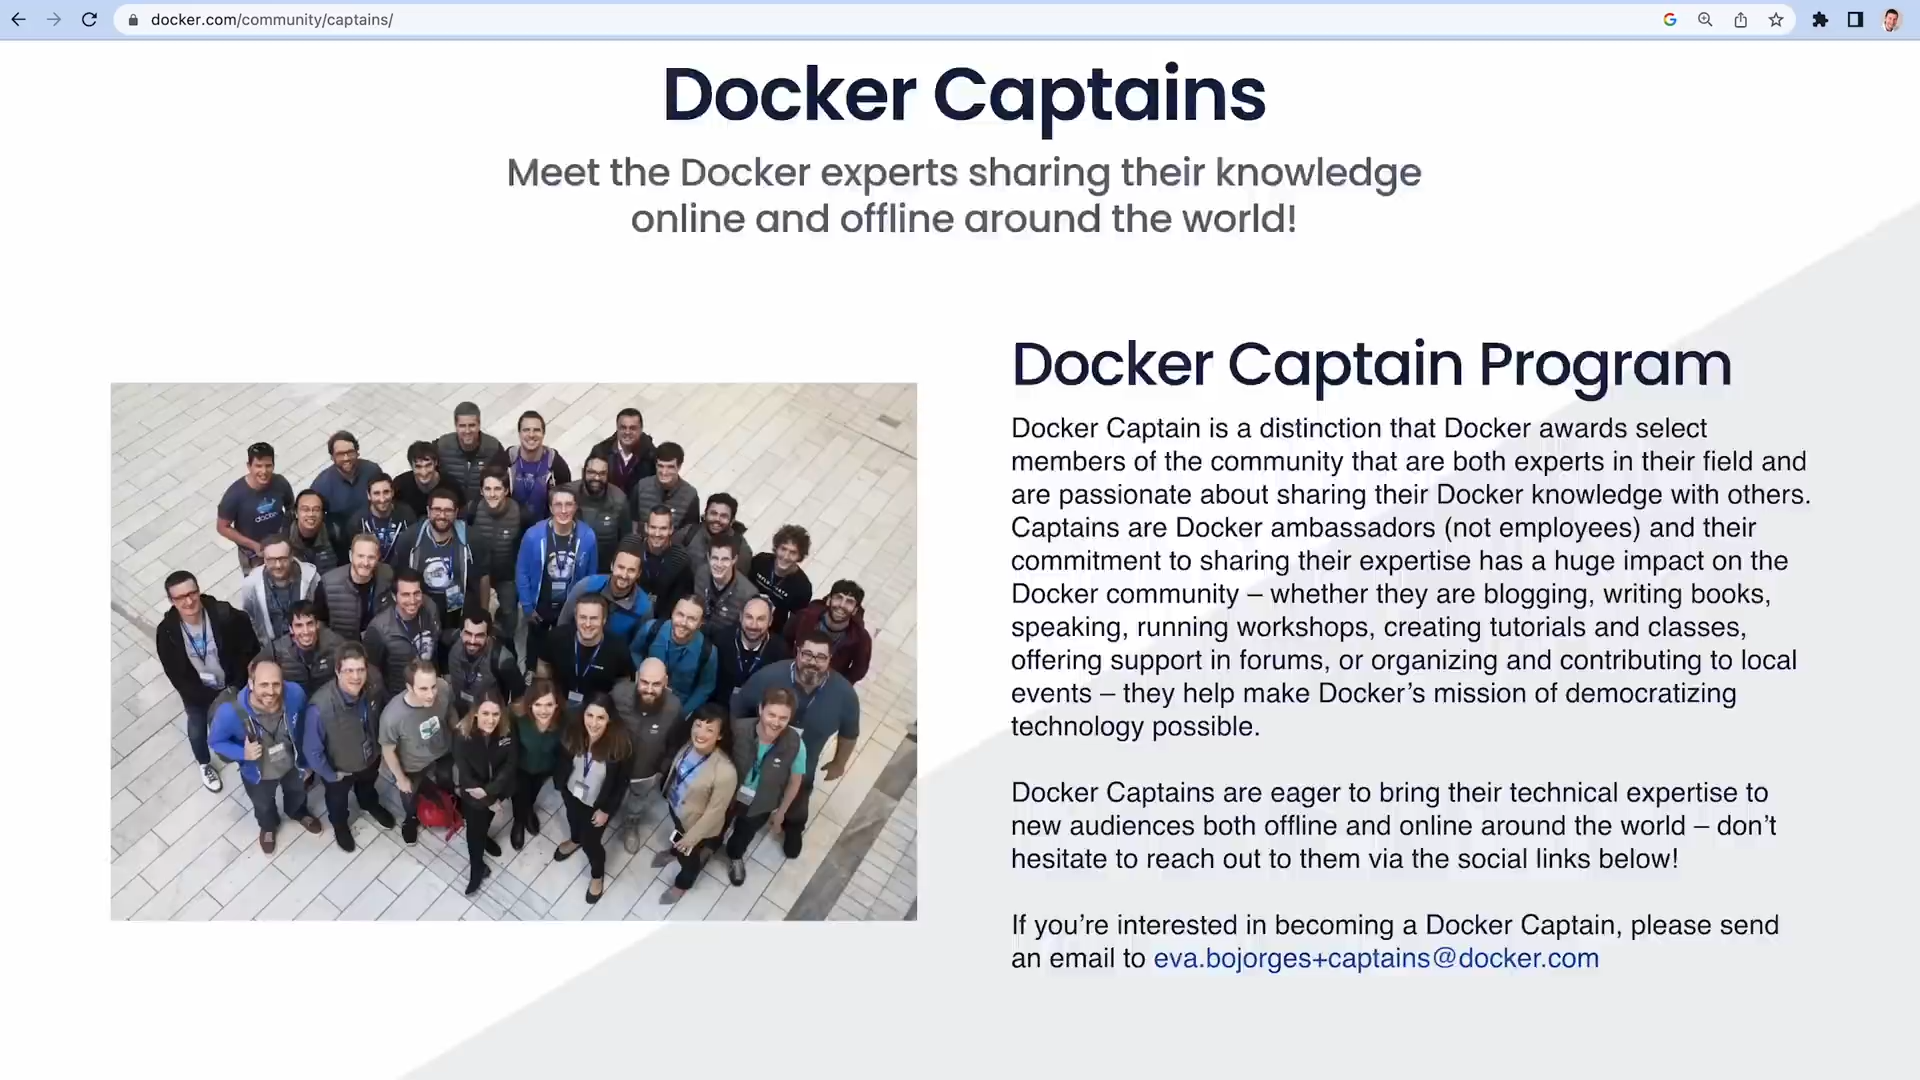 docker.com/community/captains/
Docker Captains
Meet the Docker experts sharing their knowledge
online and offline around the world!
Docker Captain Program
Docker Captain is a distinction that Docker awards select
members of the community that are both experts in their field and
are passionate about sharing their Docker knowledge with others.
Captains are Docker ambassadors (not employees) and their
commitment to sharing their expertise has a huge impact on the
Docker community – whether they are blogging, writing books,
speaking, running workshops, creating tutorials and classes,
offering support in forums, or organizing and contributing to local
events – they help make Docker’s mission of democratizing
technology possible.
Docker Captains are eager to bring their technical expertise to
new audiences both offline and online around the world – don’t
hesitate to reach out to them via the social links below!
If you’re interested in becoming a Docker Captain, please send
an email to eva.bojorges+captains@docker.com